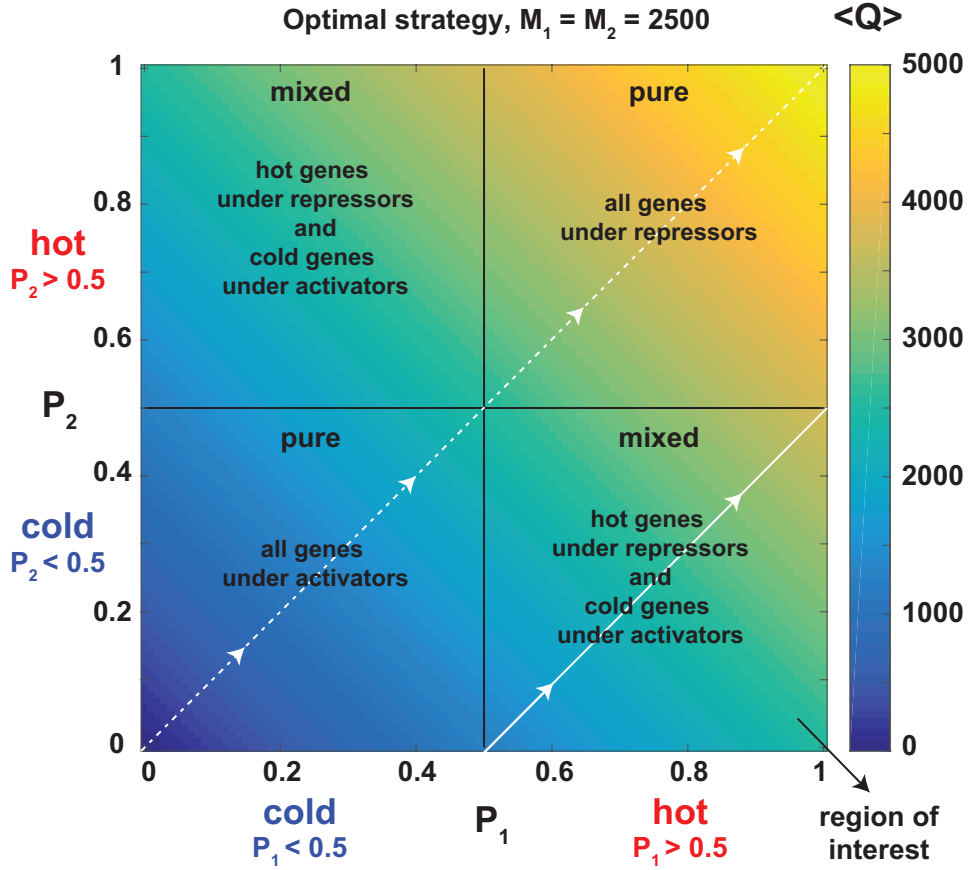 Optimal strategy, M₁ = M₂ = 2500
<Q>
1
0.8
0.6
0.4
0.2
0
hot
P₂ > 0.5
P₂
cold
P₂ < 0.5
mixed
hot genes
under repressors
and
cold genes
under activators
pure
all genes
under repressors
pure
all genes
under activators
mixed
hot genes
under repressors
and
cold genes
under activators
5000
4000
3000
2000
1000
0
0
0.2
0.4
0.6
0.8
1
cold
P₁ < 0.5
P₁
hot
P₁ > 0.5
region of
interest